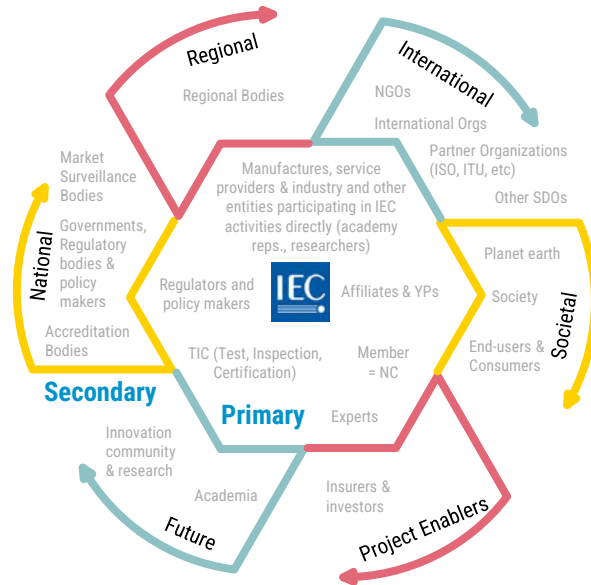 Regional
International
Regional Bodies
NGOs
International Orgs
Partner Organizations
(ISO, ITU, etc)
Other SDOs
Market
Surveillance
Bodies
Governments,
Regulatory
bodies &
policy
makers
Accreditation
Bodies
National
Secondary
Manufactures, service
providers & industry and other
entities participating in IEC
activities directly (academy
reps., researchers)
Regulators and
policy makers
IEC
Affiliates & YPs
TIC (Test, Inspection,
Certification)
Member
= NC
Primary
Experts
Planet earth
Society
End-users &
Consumers
Societal
Innovation
community
& research
Academia
Future
Insurers &
investors
Project Enablers